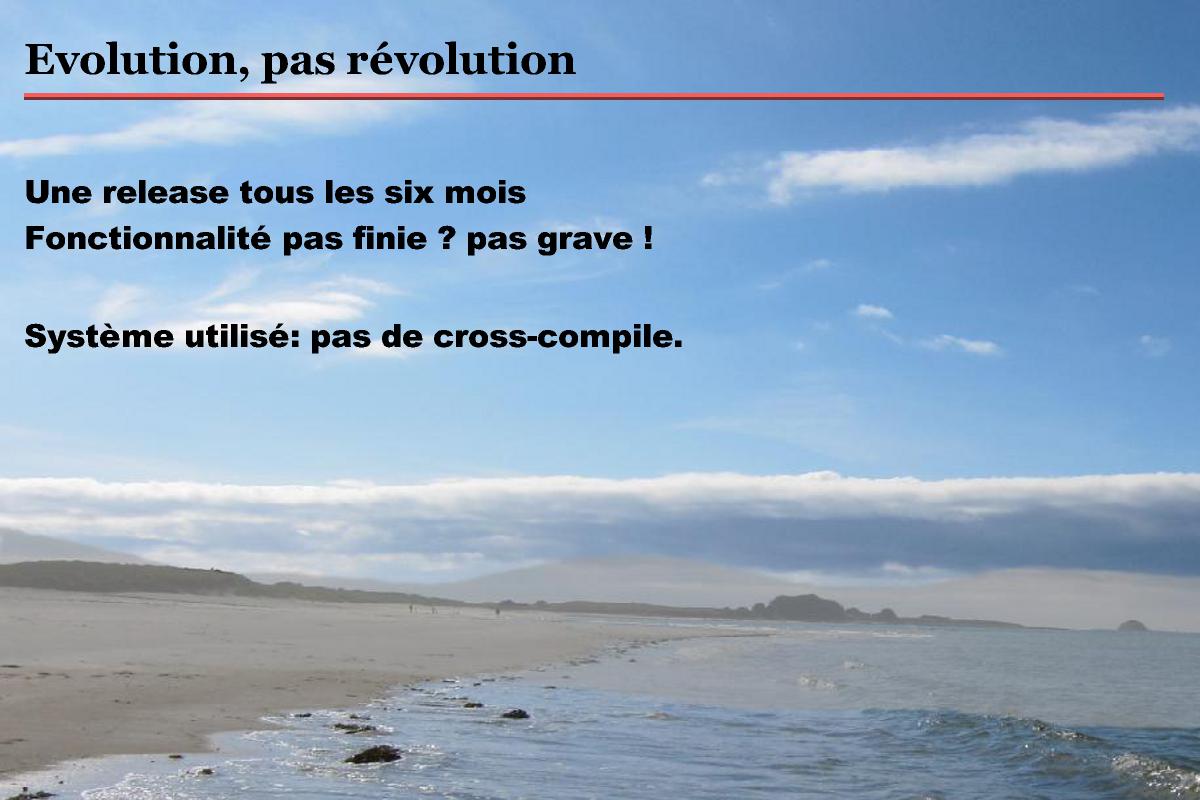 Evolution, pas révolution
Une release tous les six mois
Fonctionnalité pas finie ? pas grave !
Système utilisé: pas de cross-compile.